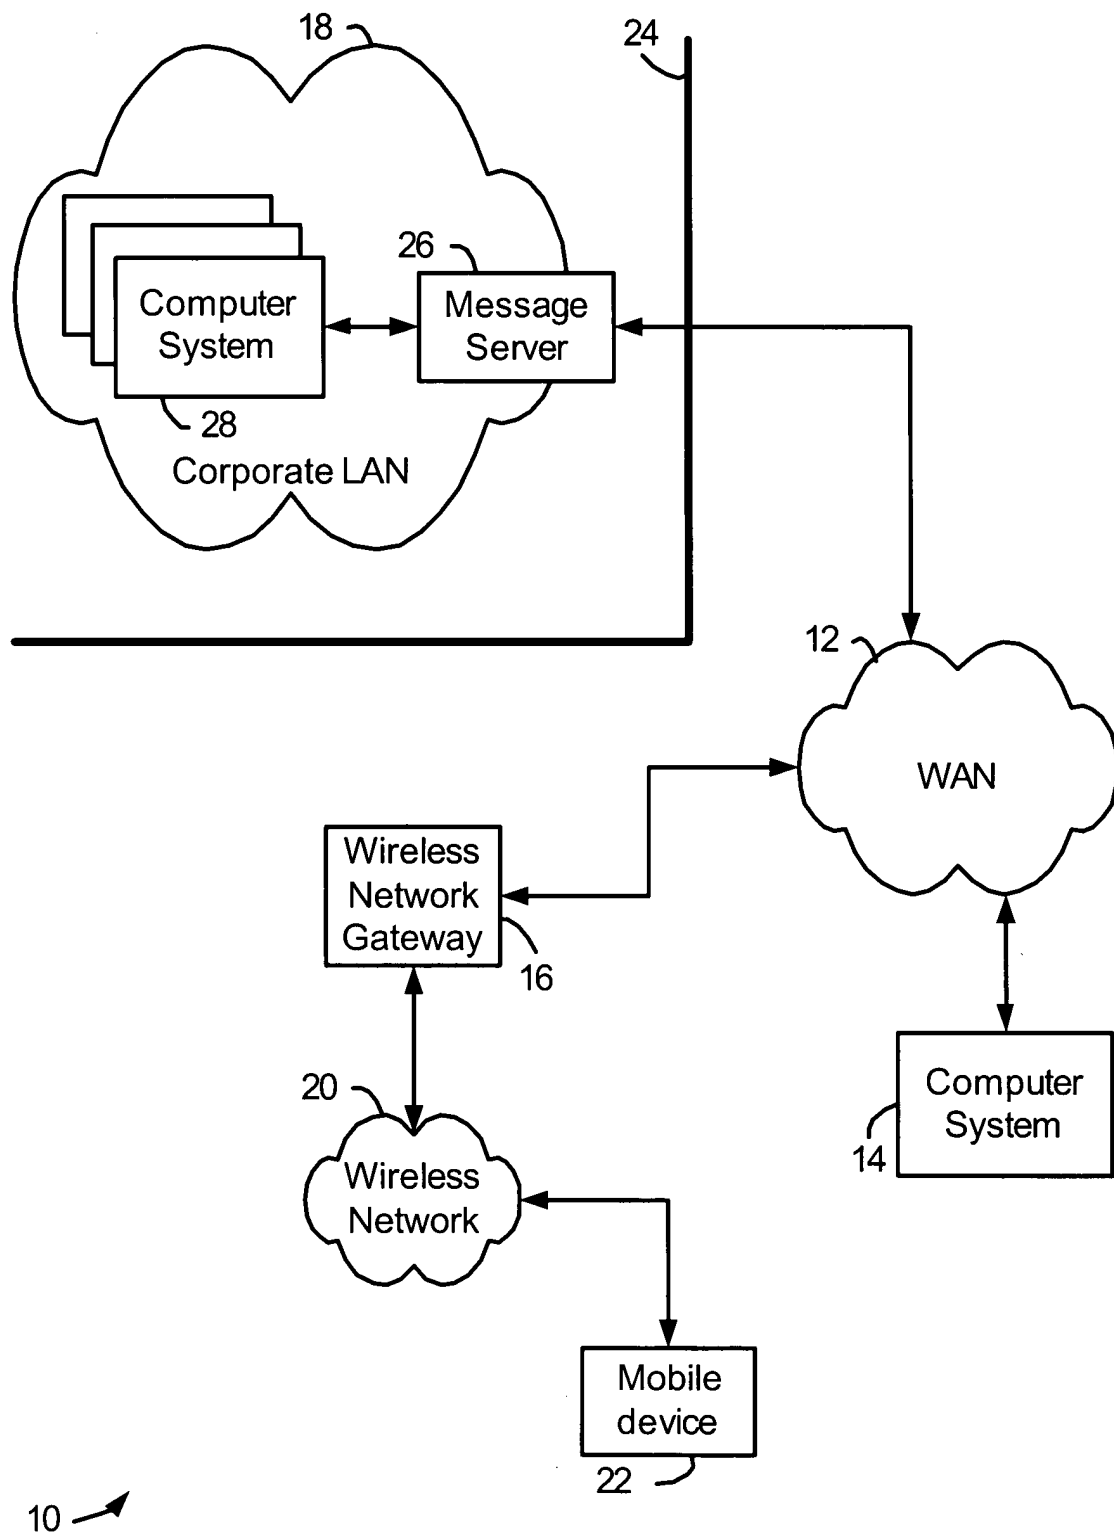 18
24
26
Computer
System
Message
Server
28
Corporate LAN
12
WAN
Wireless
Network
Gateway
16
20
Computer
System
14
Wireless
Network
Mobile
device
22
10